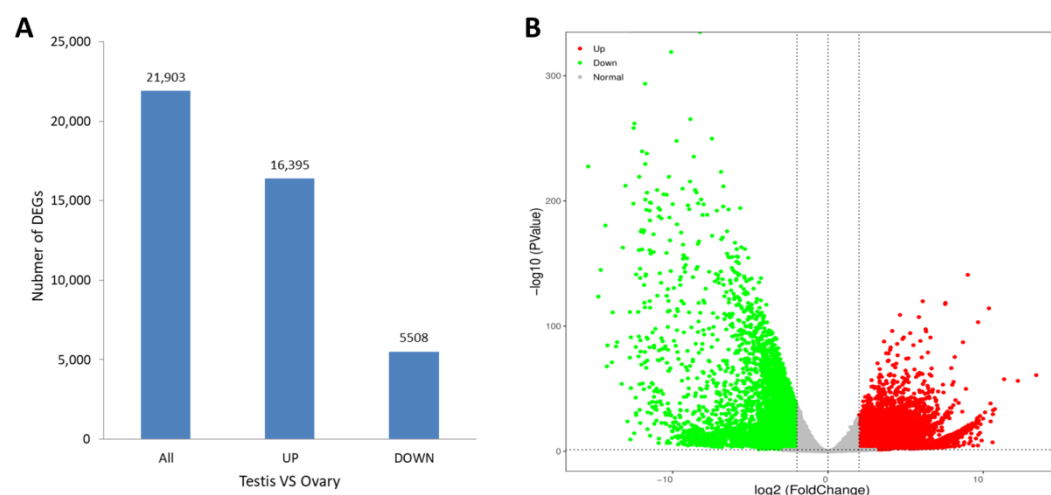 A
25,000
21,903
20,000
16,395
15,000
10,000
5508
5,000
0
Nubmer of DEGs
All UP DOWN
Testis VS Ovary
B
Up
Down
Normal
300
200
100
0
−log10 (PValue)
−10 0 10
log2 (FoldChange)